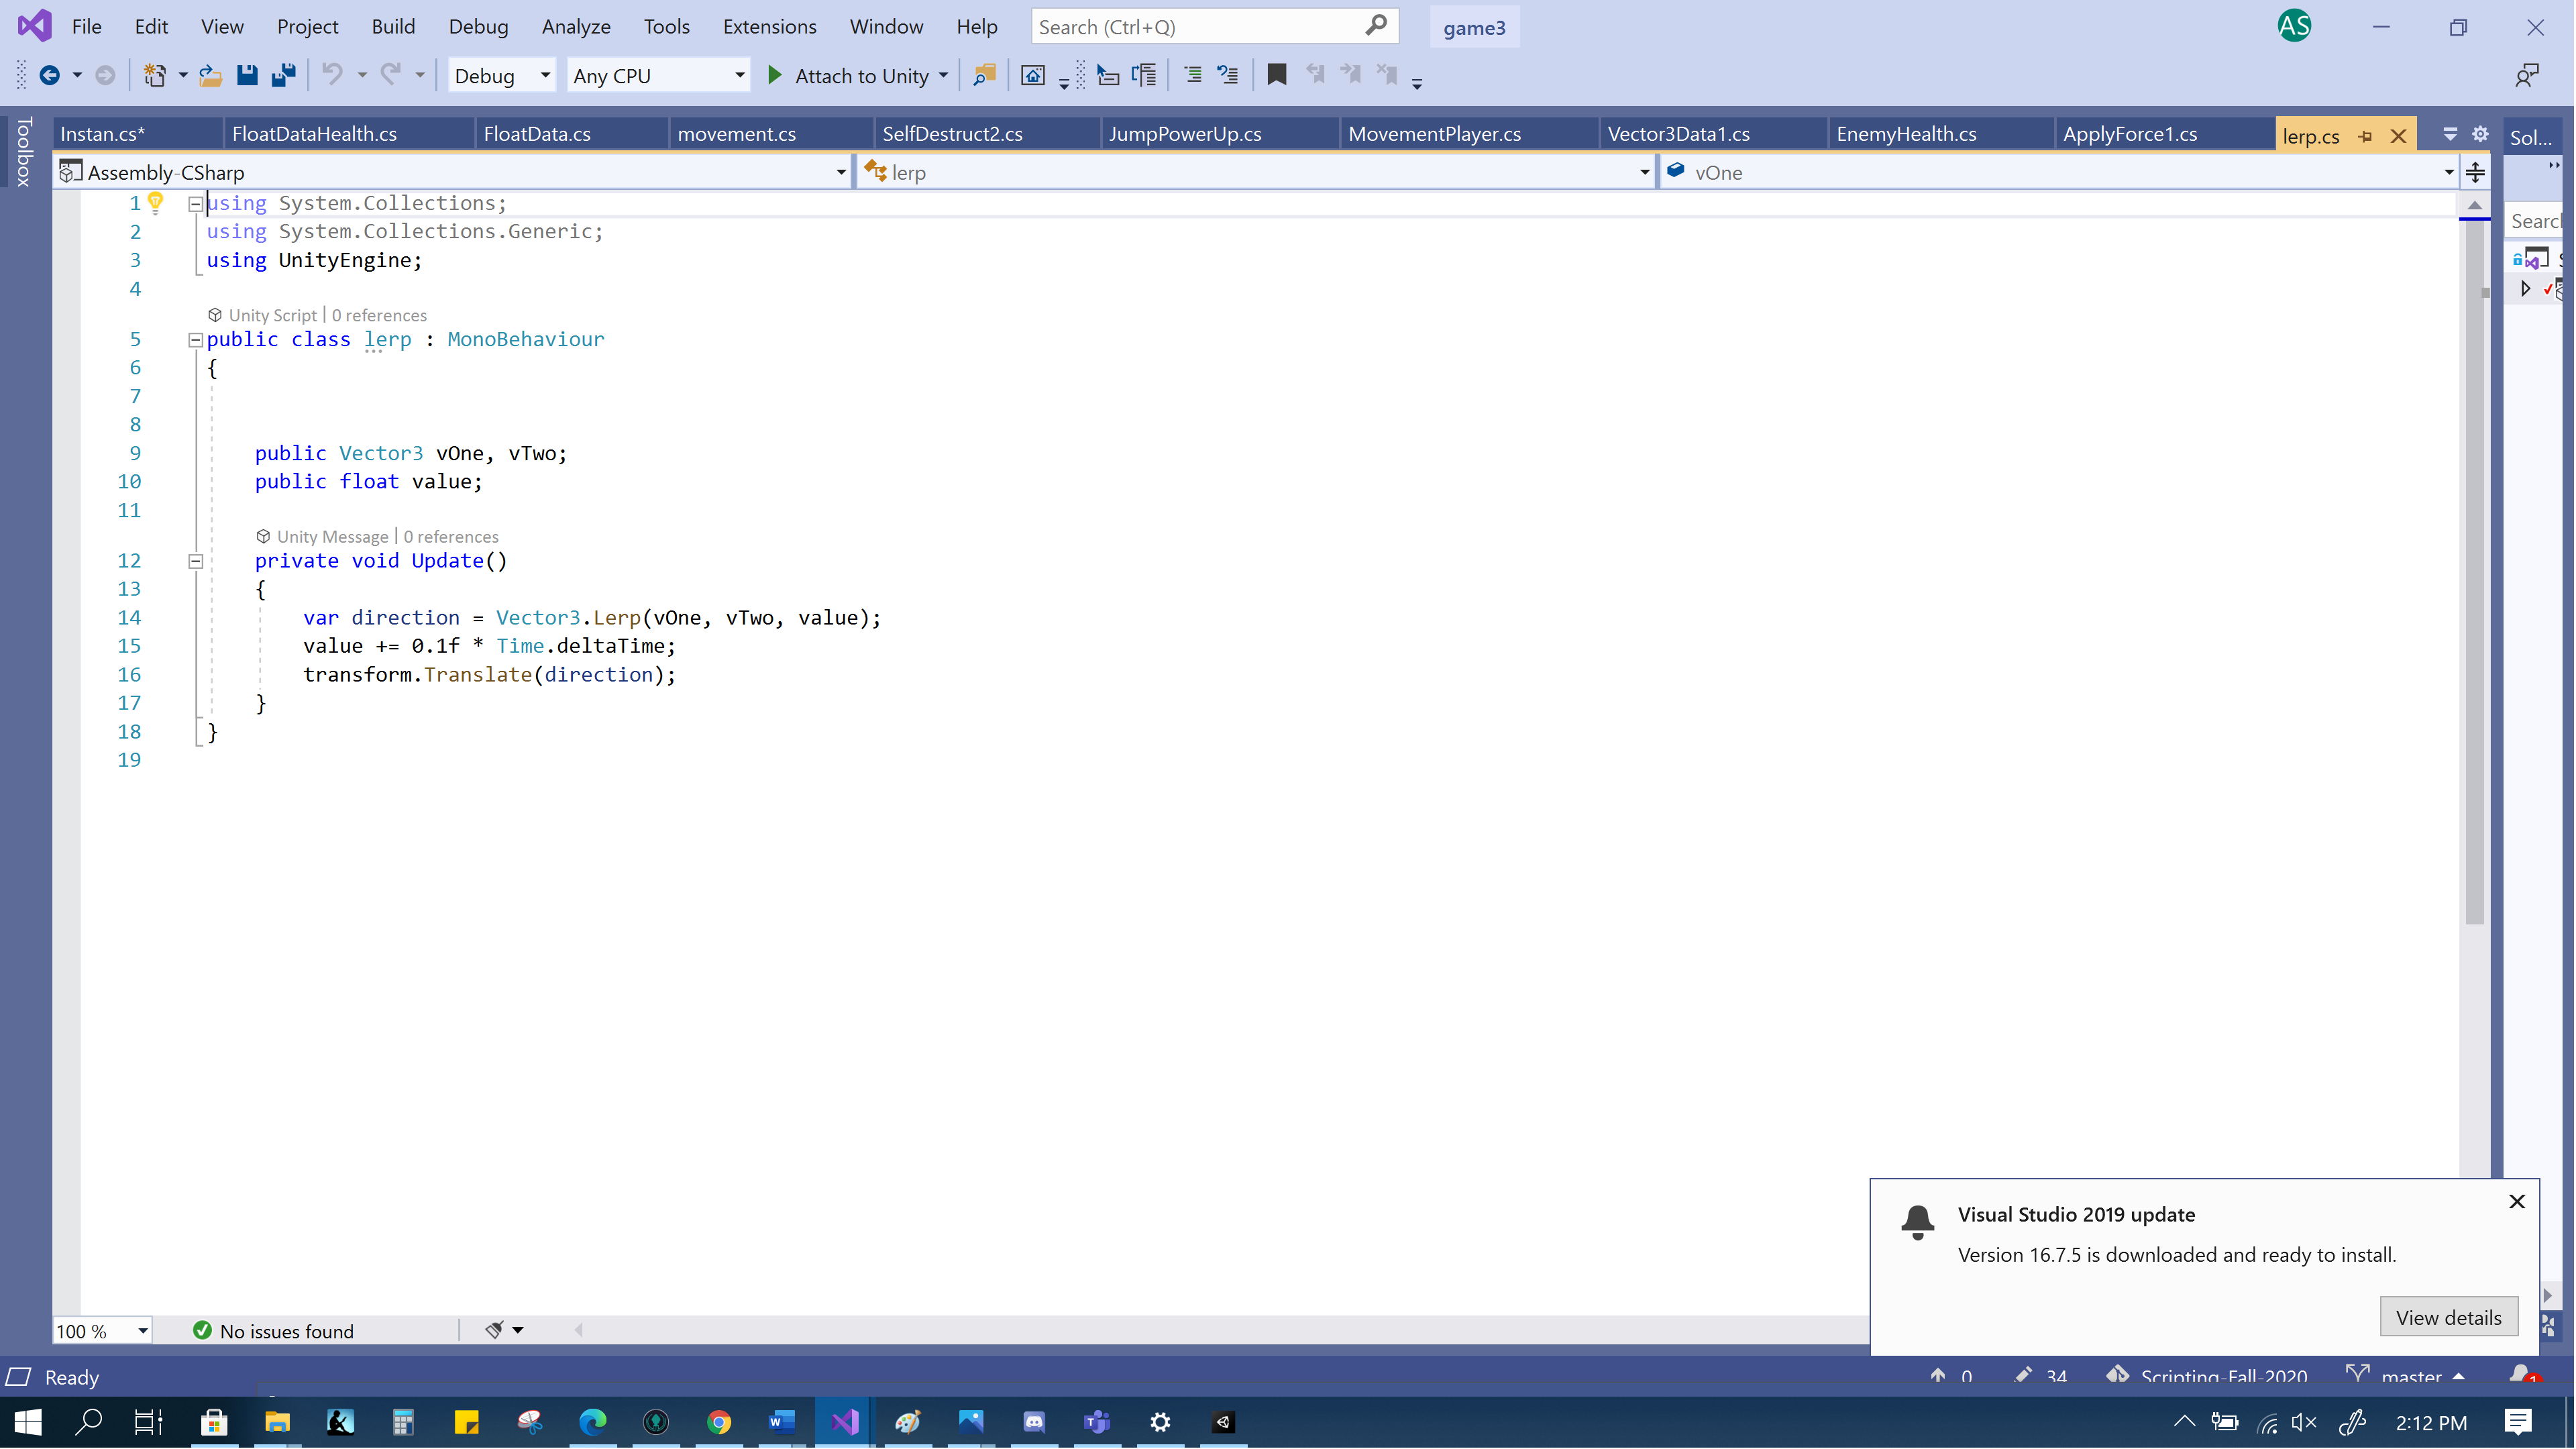 File Edit View Project Build Debug Analyze Tools Extensions Window Help Search (Ctrl+Q) game3 AS
Debug Any CPU Attach to Unity
Toolbox
Instan.cs* FloatDataHealth.cs FloatData.cs movement.cs SelfDestruct2.cs JumpPowerUp.cs MovementPlayer.cs Vector3Data1.cs EnemyHealth.cs ApplyForce1.cs lerp.cs Sol...
Assembly-CSharp lerp vOne
1 using System.Collections;
2 using System.Collections.Generic;
3 using UnityEngine;
4
Unity Script | 0 references
5 public class lerp : MonoBehaviour
6 {
7
8
9 public Vector3 vOne, vTwo;
10 public float value;
11
Unity Message | 0 references
12 private void Update()
13 {
14 var direction = Vector3.Lerp(vOne, vTwo, value);
15 value += 0.1f * Time.deltaTime;
16 transform.Translate(direction);
17 }
18 }
19
Visual Studio 2019 update
Version 16.7.5 is downloaded and ready to install.
View details
100 % No issues found
Ready 0 34 Scripting-Fall-2020 master 1
2:12 PM